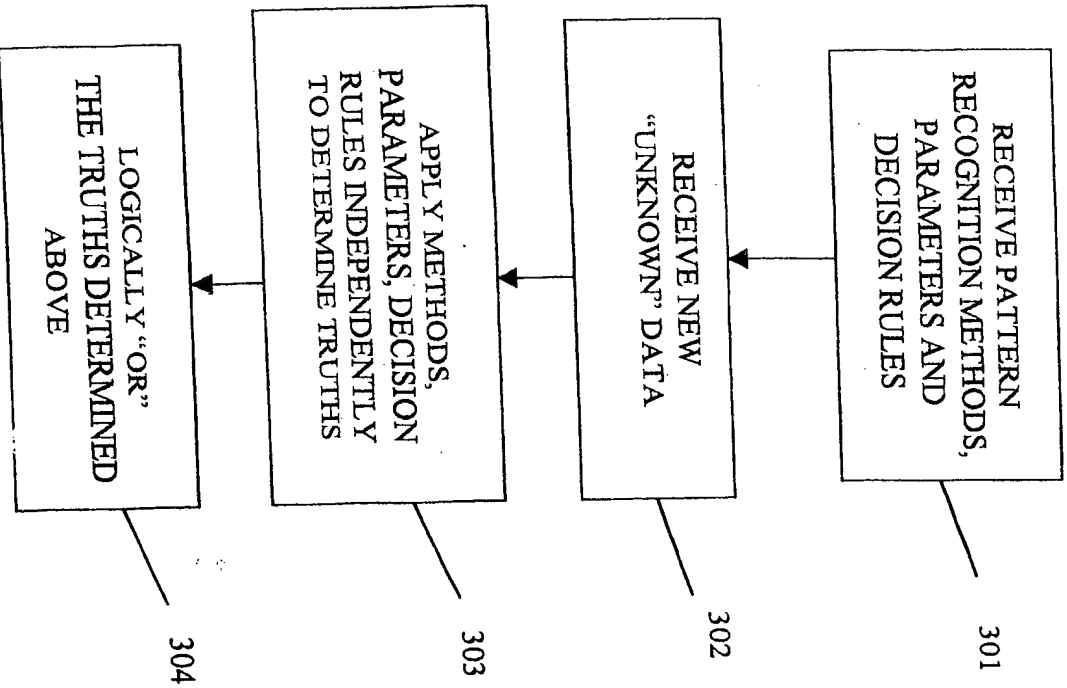 RECEIVE PATTERN
RECOGNITION METHODS,
PARAMETERS AND
DECISION RULES
301
RECEIVE NEW
“UNKNOWN” DATA
302
APPLY METHODS,
PARAMETERS, DECISION
RULES INDEPENDENTLY
TO DETERMINE TRUTHS
303
LOGICALLY “OR”
THE TRUTHS DETERMINED
ABOVE
304